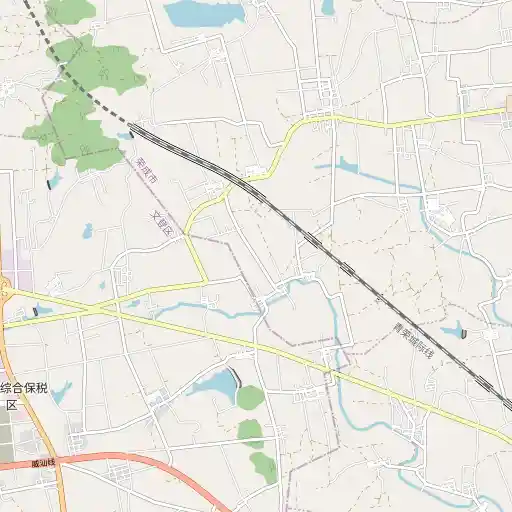 荣成市
文登区
青荣城际线
综合保税
区
威汕线